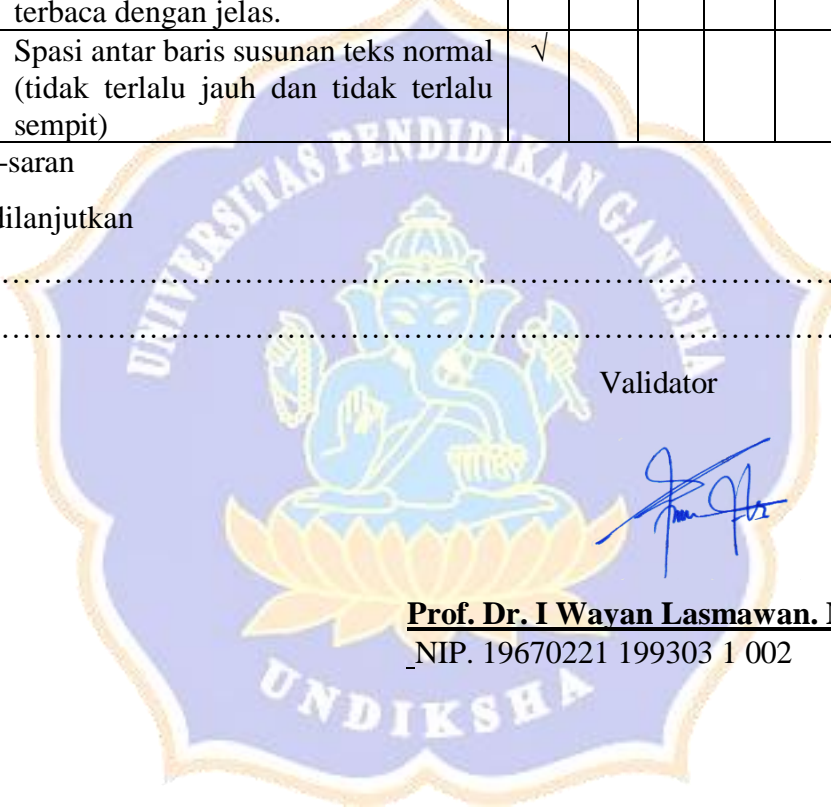 terbaca dengan jelas.
Spasi antar baris susunan teks normal √
(tidak terlalu jauh dan tidak terlalu
sempit)
-saran
dilanjutkan
UNIVERSITAS PENDIDIKAN GANESHA
Validator
Prof. Dr. I Wayan Lasmawan. M
NIP. 19670221 199303 1 002
UNDIKSHA